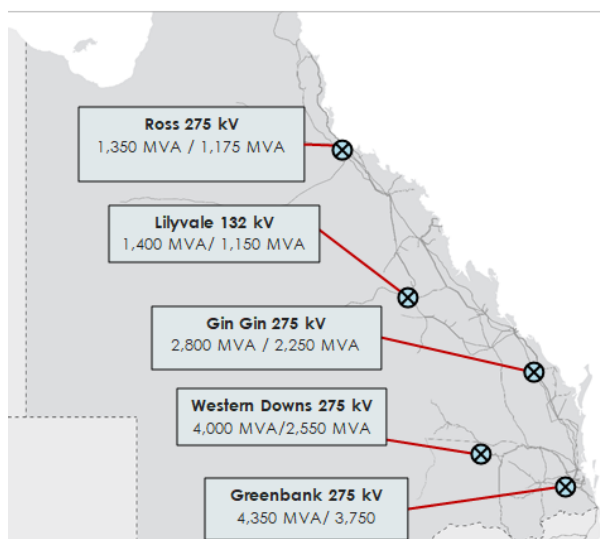 Ross 275 kV
1,350 MVA / 1,175 MVA
Lilyvale 132 kV
1,400 MVA/ 1,150 MVA
Gin Gin 275 kV
2,800 MVA / 2,250 MVA
Western Downs 275 kV
4,000 MVA/2,550 MVA
Greenbank 275 kV
4,350 MVA/ 3,750